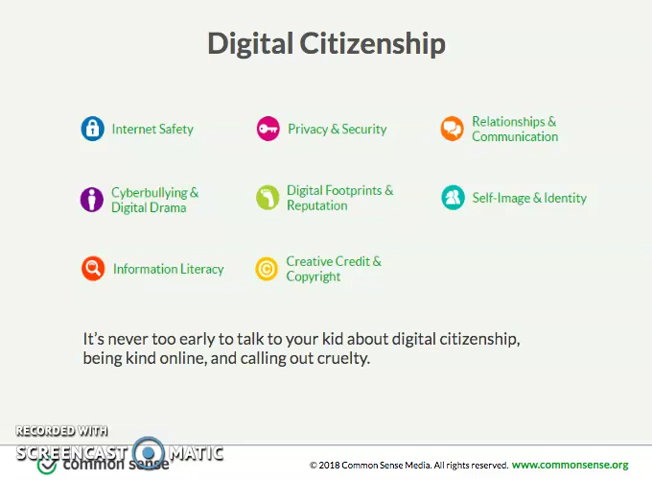 Digital Citizenship
Internet Safety
Privacy & Security
Relationships &
Communication
Cyberbullying &
Digital Drama
Digital Footprints &
Reputation
Self-Image & Identity
Information Literacy
Creative Credit &
Copyright
It's never too early to talk to your kid about digital citizenship,
being kind online, and calling out cruelty.
RECORDED WITH
SCREENCAST MATIC
common sense
© 2018 Common Sense Media. All rights reserved. www.commonsense.org